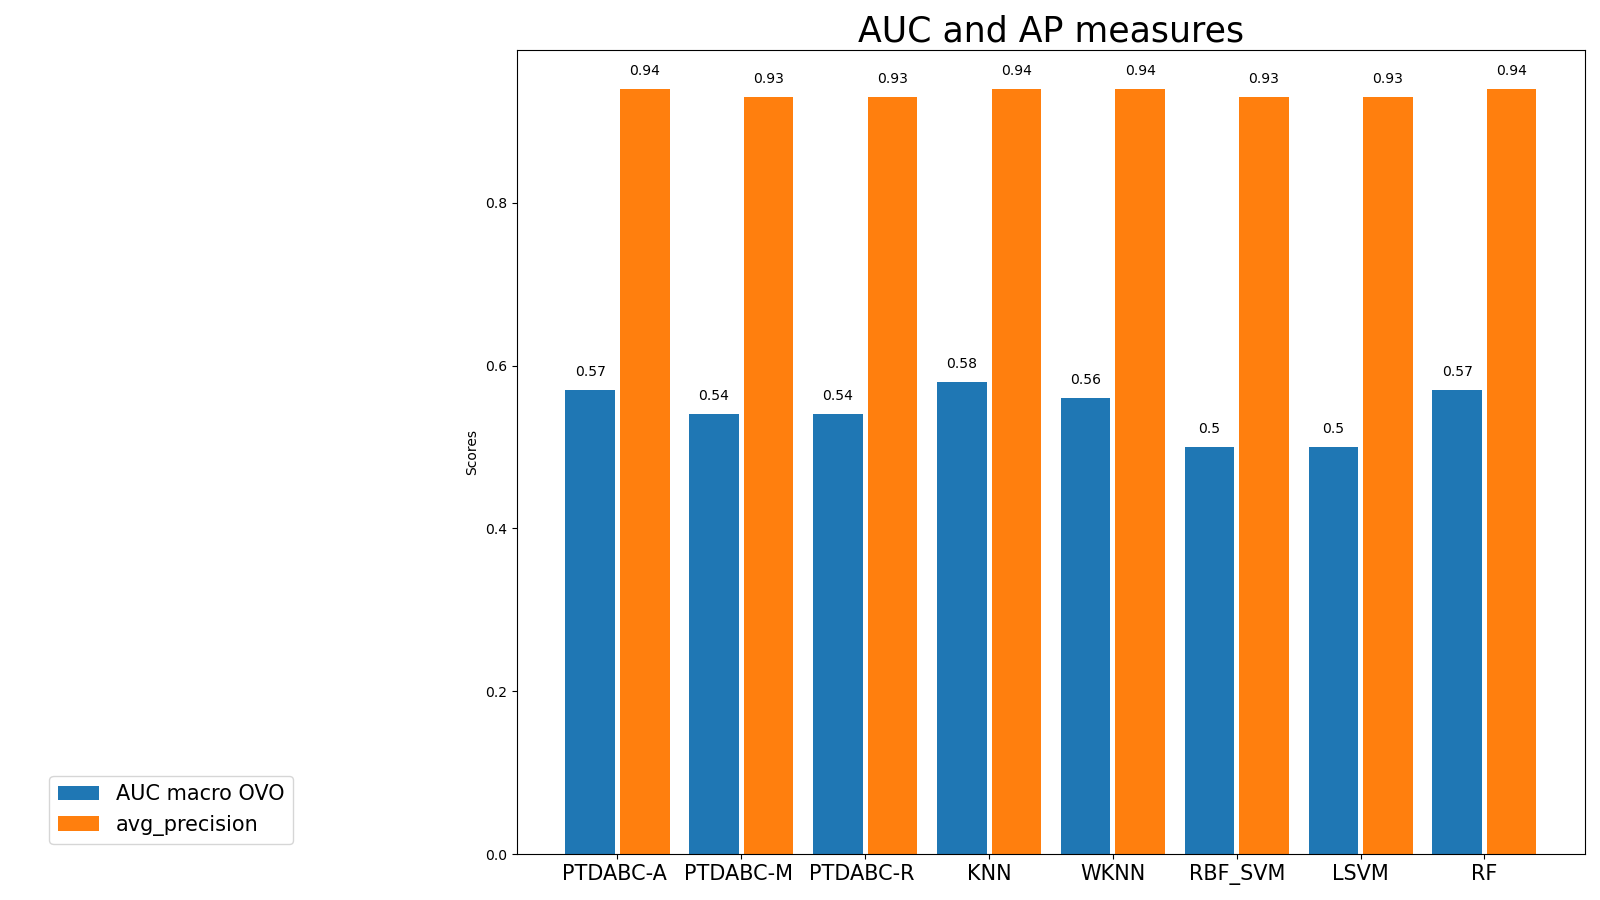 AUC and AP measures
0.94 0.93 0.93 0.94 0.94 0.93 0.93 0.94
0.8
0.6
0.57 0.54 0.54 0.58 0.56 0.5 0.5 0.57
Scores
0.4
0.2
0.0
PTDABC-A PTDABC-M PTDABC-R KNN WKNN RBF_SVM LSVM RF
AUC macro OVO
avg_precision